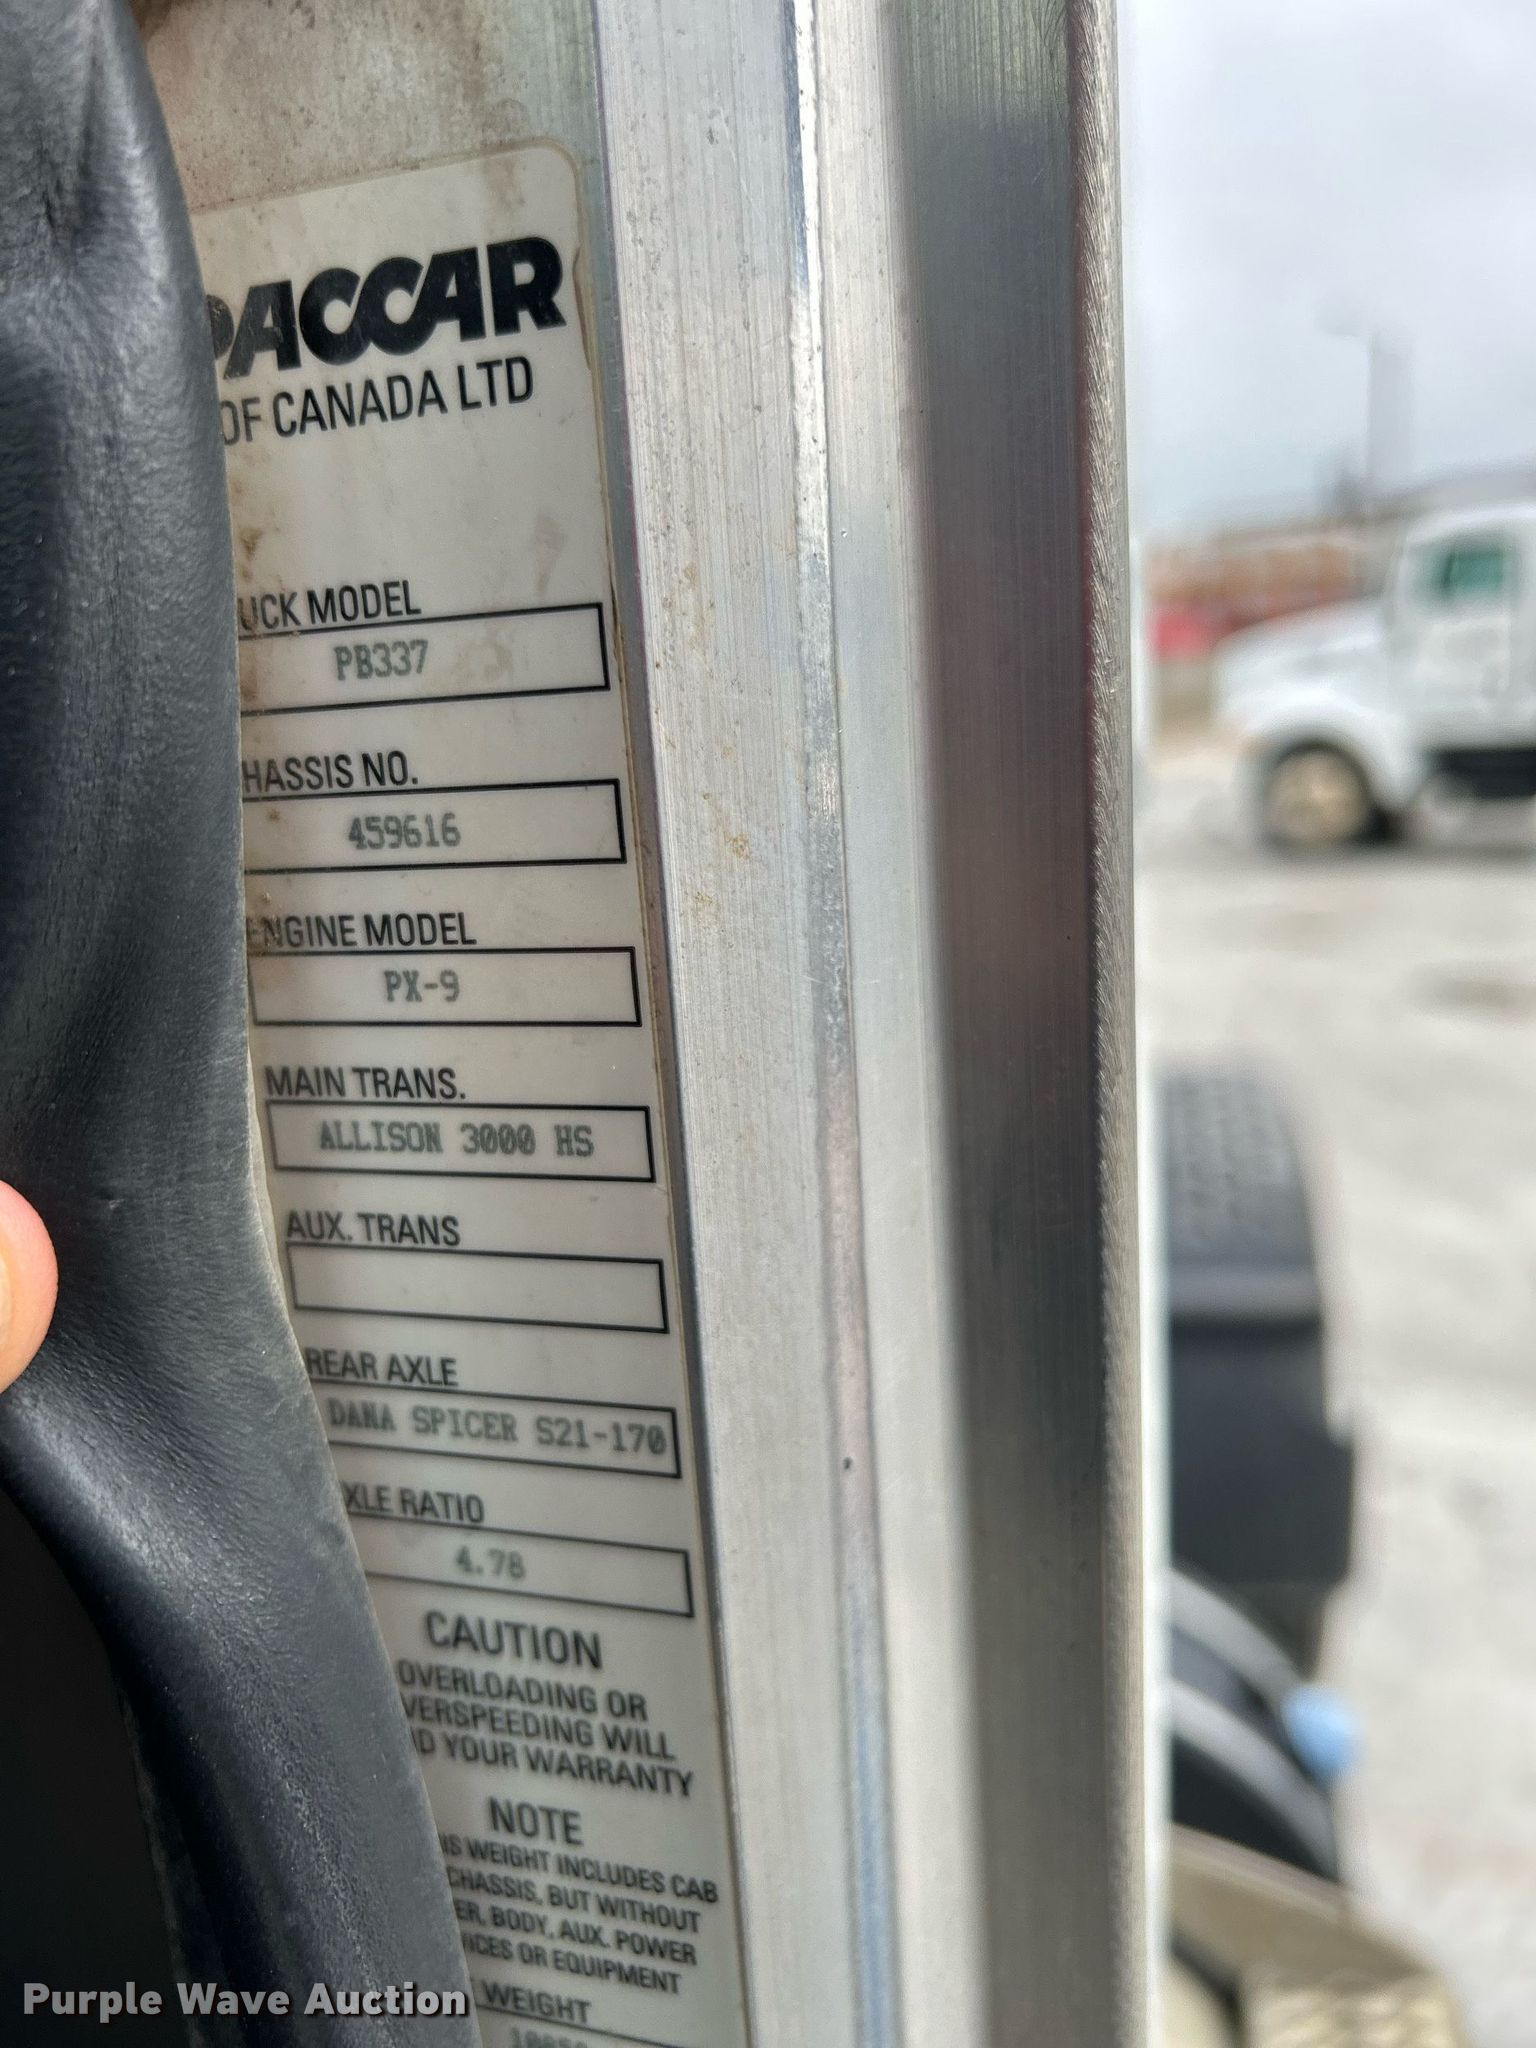 PACCAR
OF CANADA LTD
UCK MODEL
PB337
HASSIS NO.
459616
ENGINE MODEL
PX-9
MAIN TRANS.
ALLISON 3000 HS
AUX. TRANS
REAR AXLE
DANA SPICER S21-170
XLE RATIO
4.78
CAUTION
OVERLOADING OR
VERSPEEDING WILL
ID YOUR WARRANTY
NOTE
IS WEIGHT INCLUDES CAB
CHASSIS, BUT WITHOUT
ER, BODY, AUX. POWER
ICES OR EQUIPMENT
WEIGHT
Purple Wave Auction